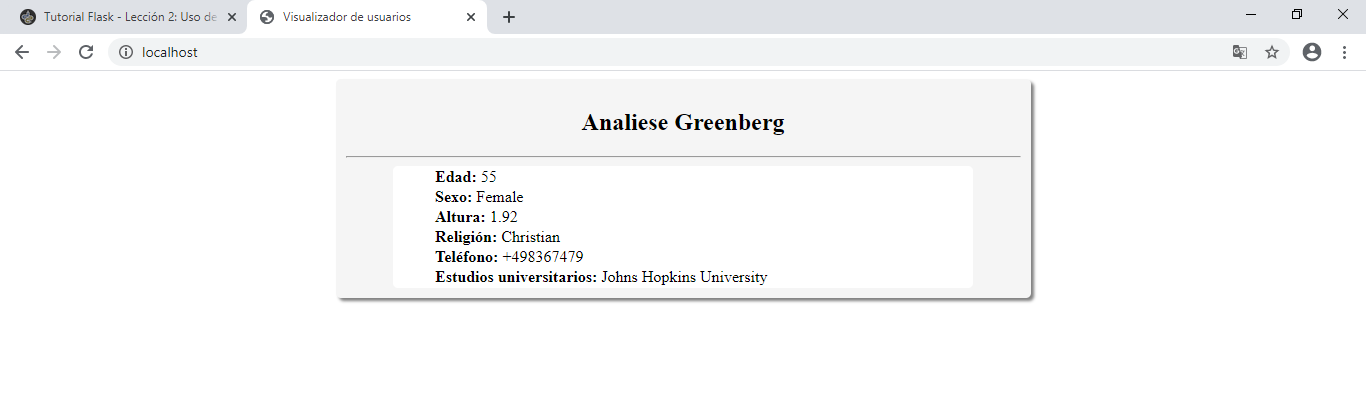 Tutorial Flask - Lección 2: Uso de
Visualizador de usuarios
localhost
Analiese Greenberg
Edad: 55
Sexo: Female
Altura: 1.92
Religión: Christian
Teléfono: +498367479
Estudios universitarios: Johns Hopkins University